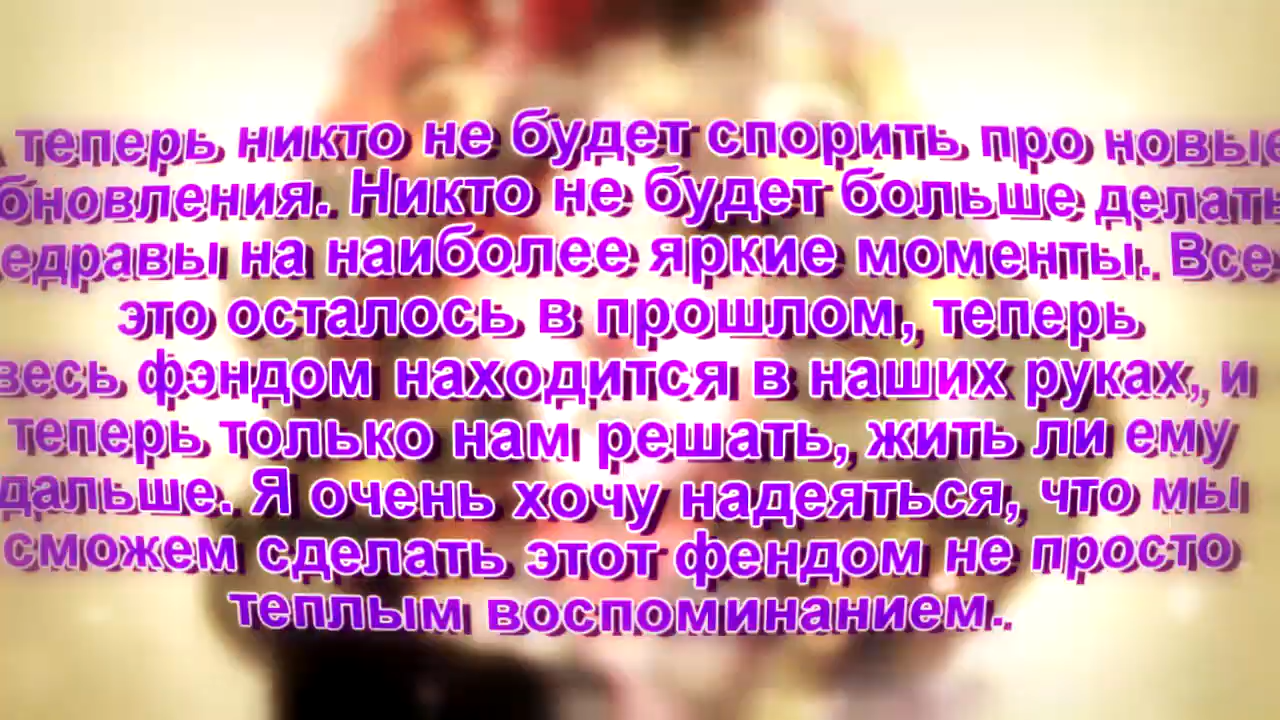 теперь никто не будет спорить про новые
бновления. Никто не будет больше делать
едравы на наиболее яркие моменты. Все
это осталось в прошлом, теперь
весь фэндом находится в наших руках, и
теперь только нам решать, жить ли ему
дальше. Я очень хочу надеяться, что мы
сможем сделать этот фендом не просто
теплым воспоминанием.